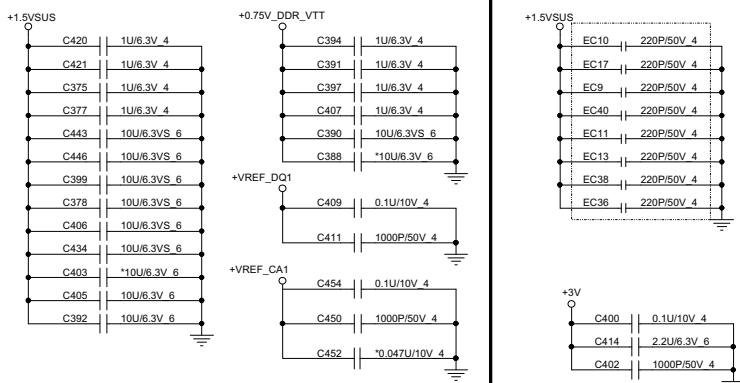 +1.5VSUS
C420 1U/6.3V_4
C421 1U/6.3V_4
C375 1U/6.3V_4
C377 1U/6.3V_4
C443 10U/6.3VS_6
C446 10U/6.3VS_6
C399 10U/6.3VS_6
C378 10U/6.3VS_6
C406 10U/6.3VS_6
C434 10U/6.3VS_6
C403 *10U/6.3V_6
C405 10U/6.3V_6
C392 10U/6.3V_6
+0.75V_DDR_VTT
C394 1U/6.3V_4
C391 1U/6.3V_4
C397 1U/6.3V_4
C407 1U/6.3V_4
C390 10U/6.3VS_6
C388 *10U/6.3V_6
+VREF_DQ1
C409 0.1U/10V_4
C411 1000P/50V_4
+VREF_CA1
C454 0.1U/10V_4
C450 1000P/50V_4
C452 *0.047U/10V_4
+1.5VSUS
EC10 220P/50V_4
EC17 220P/50V_4
EC9 220P/50V_4
EC40 220P/50V_4
EC11 220P/50V_4
EC13 220P/50V_4
EC38 220P/50V_4
EC36 220P/50V_4
+3V
C400 0.1U/10V_4
C414 2.2U/6.3V_6
C402 1000P/50V_4